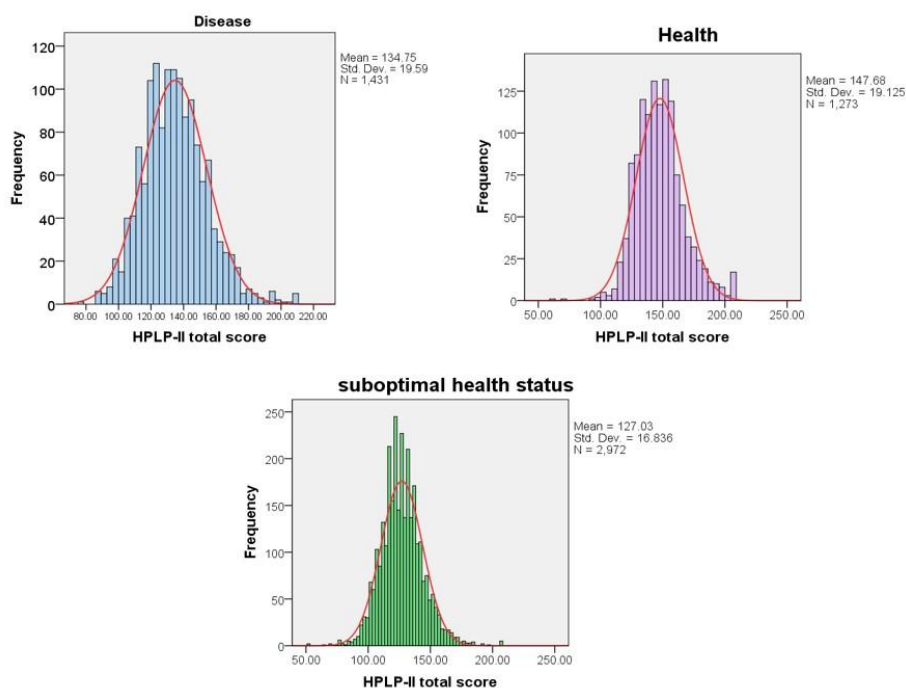 Disease
Mean = 134.75
Std. Dev. = 19.59
N = 1,431
Frequency
120
100
80
60
40
20
0
80.00 100.00 120.00 140.00 160.00 180.00 200.00 220.00
HPLP-II total score
Health
Mean = 147.68
Std. Dev. = 19.125
N = 1,273
Frequency
125
100
75
50
25
0
50.00 100.00 150.00 200.00 250.00
HPLP-II total score
suboptimal health status
Mean = 127.03
Std. Dev. = 16.836
N = 2,972
Frequency
250
200
150
100
50
0
50.00 100.00 150.00 200.00 250.00
HPLP-II total score